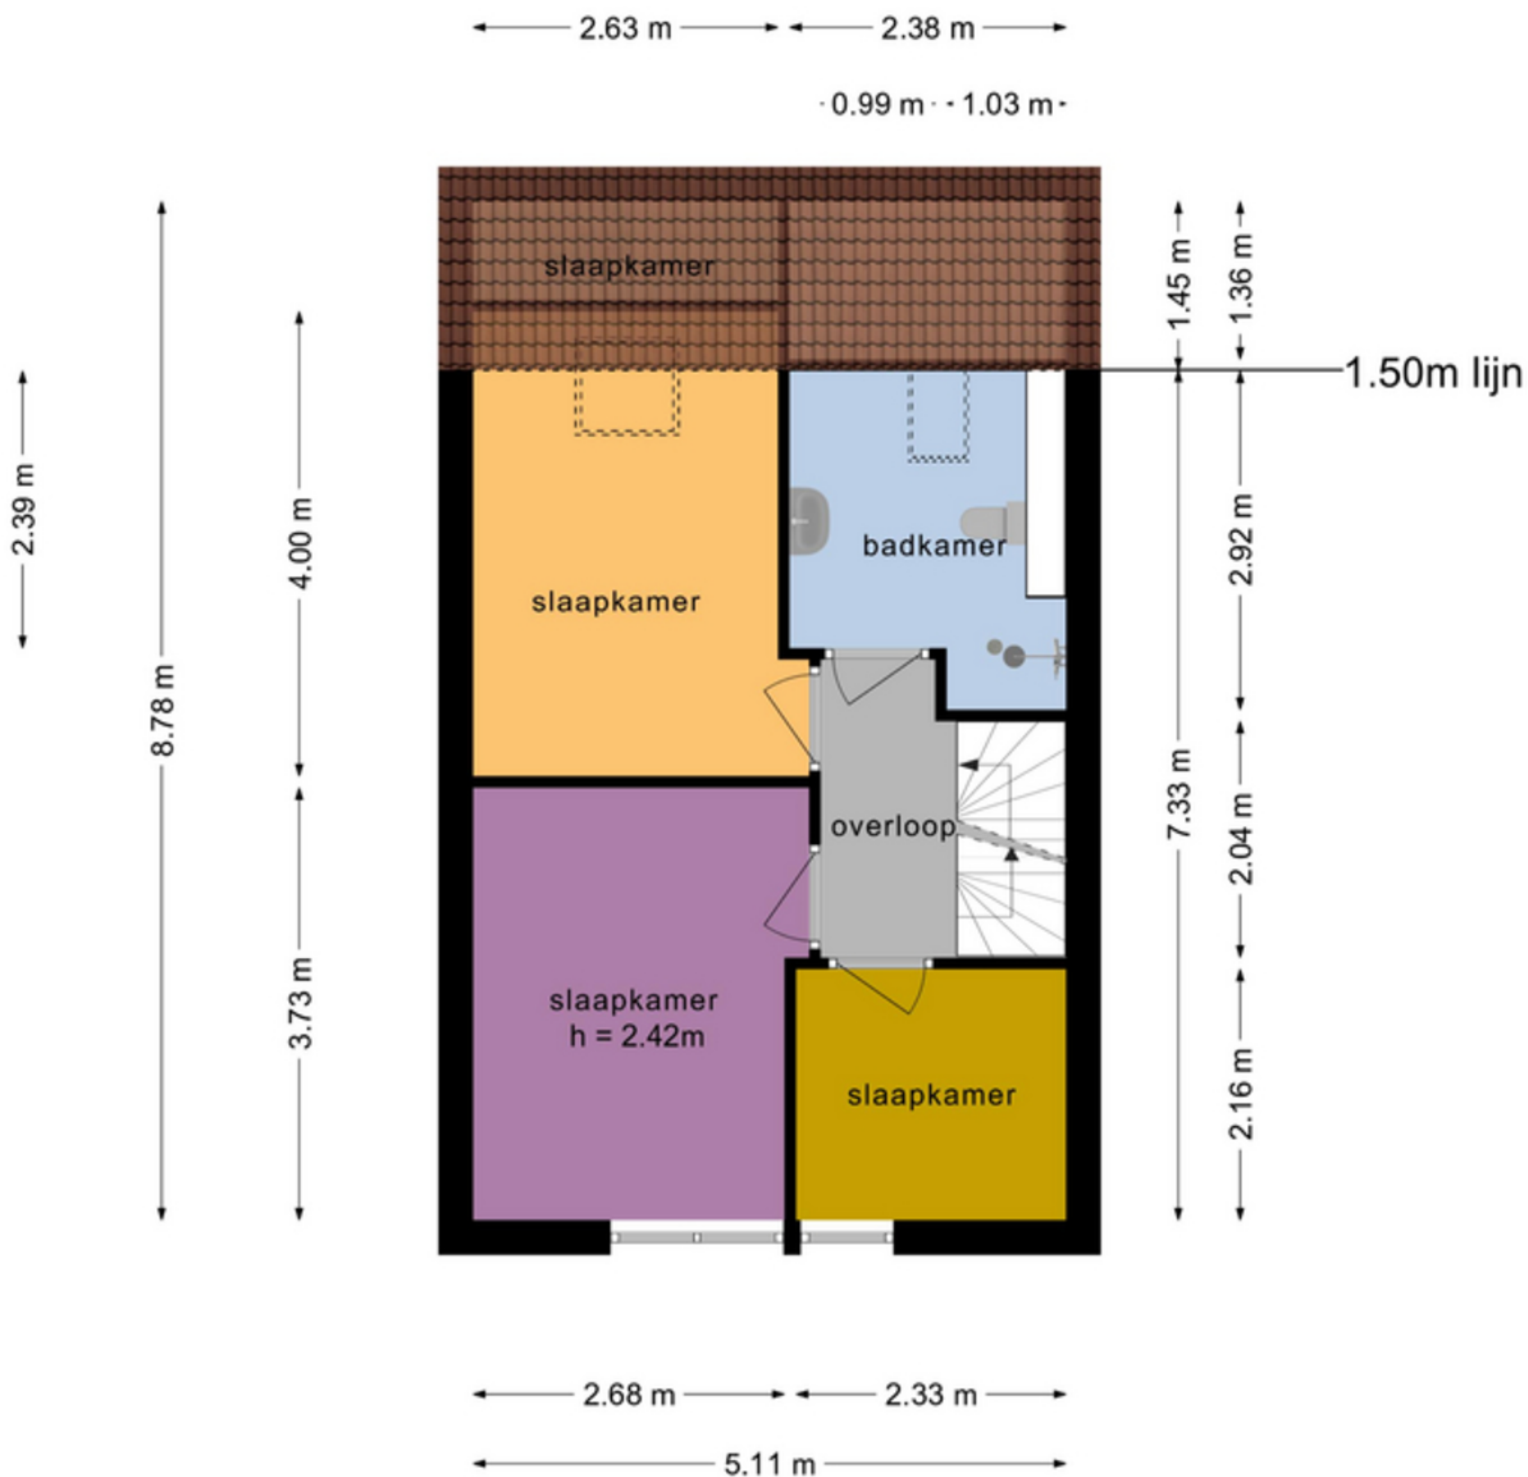 2.63 m
2.38 m
0.99 m
1.03 m
slaapkamer
1.45 m
1.36 m
1.50m lijn
2.39 m
8.78 m
4.00 m
slaapkamer
badkamer
2.92 m
overloop
7.33 m
2.04 m
3.73 m
slaapkamer
h = 2.42m
slaapkamer
2.16 m
2.68 m
2.33 m
5.11 m